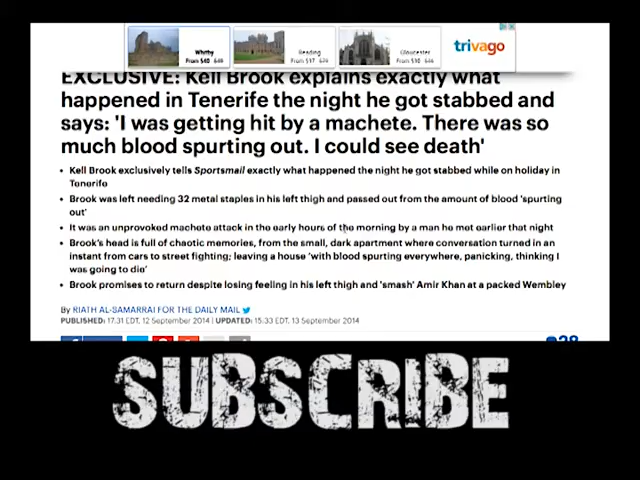 Whitby
From $40 $48
Reading
From $17 
Gloucester
From $10 
trivago
EXCLUSIVE: Kell Brook explains exactly what
happened in Tenerife the night he got stabbed and
says: 'I was getting hit by a machete. There was so
much blood spurting out. I could see death'
• Kell Brook exclusively tells Sportsmail exactly what happened the night he got stabbed while on holiday in
Tenerife
• Brook was left needing 32 metal staples in his left thigh and passed out from the amount of blood 'spurting
out'
• It was an unprovoked machete attack in the early hours of the morning by a man he met earlier that night
• Brook's head is full of chaotic memories, from the small, dark apartment where conversation turned in an
instant from cars to street fighting; leaving a house 'with blood spurting everywhere, panicking, thinking I
was going to die'
• Brook promises to return despite losing feeling in his left thigh and 'smash' Amir Khan at a packed Wembley
By RIATH AL-SAMARRAI FOR THE DAILY MAIL
PUBLISHED: 17:31 EDT, 12 September 2014 | UPDATED: 15:33 EDT, 13 September 2014
SUBSCRIBE